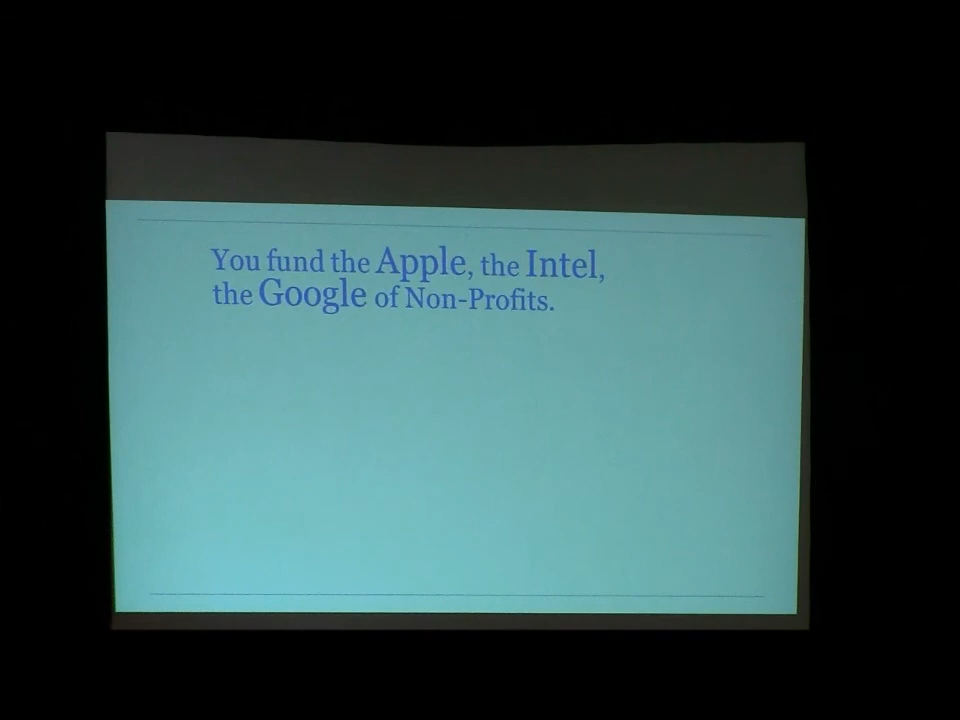 You fund the Apple, the Intel,
the Google of Non-Profits.